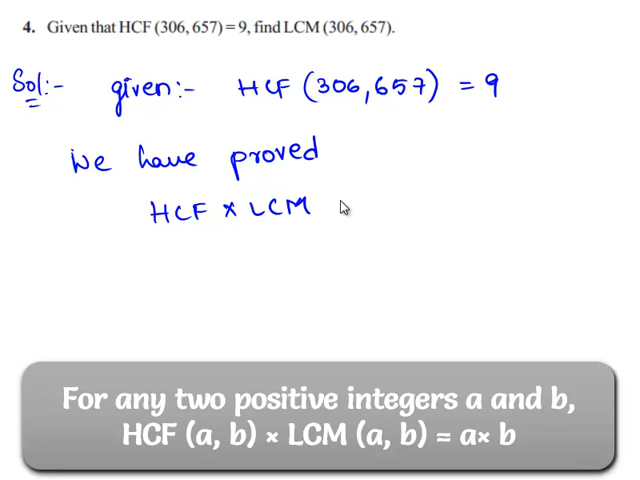 4. Given that HCF (306, 657) = 9, find LCM (306, 657).
Sol:- given:- HCF (306, 657) = 9
We have proved
HCF × LCM
For any two positive integers a and b,
HCF (a, b) × LCM (a, b) = a× b